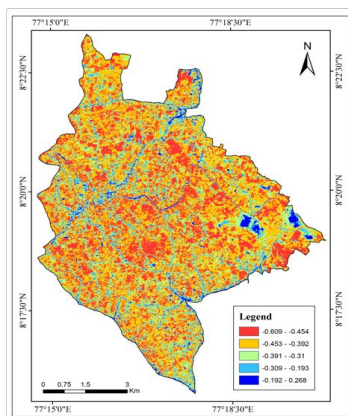 77°15'0"E 77°18'30"E
N
8°22'30"N 8°22'30"N
8°20'0"N 8°20'0"N
8°17'30"N 8°17'30"N
Legend
-0.609 - -0.454
-0.453 - -0.392
-0.391 - -0.31
-0.309 - -0.193
-0.192 - 0.268
0 0.75 1.5 3
Km
77°15'0"E 77°18'30"E